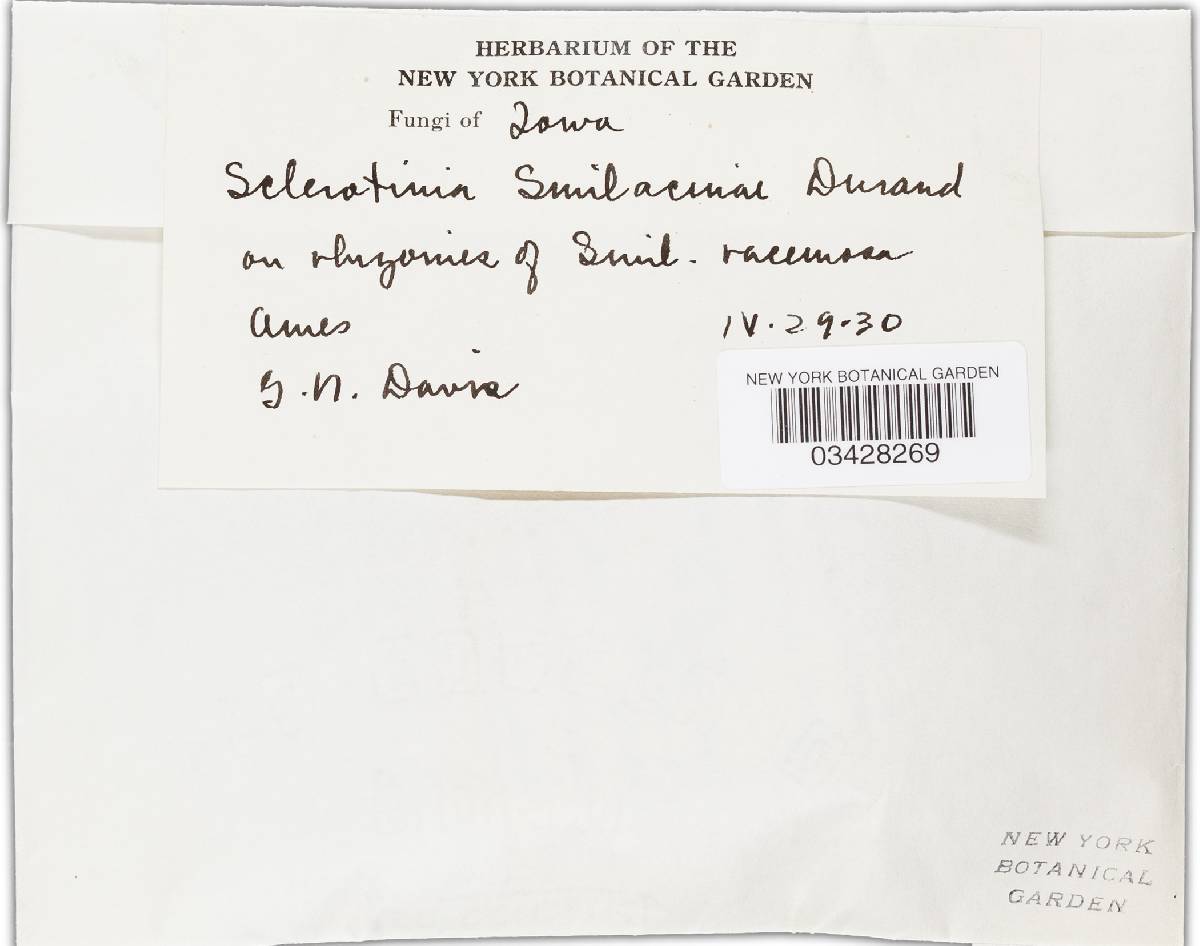 HERBARIUM OF THE
NEW YORK BOTANICAL GARDEN
Fungi of Iowa
Sclerotinia Smilacinae Durand
on rhyzomes of Smil. racemosa
Ames IV.29.30
G.N. Davis
NEW YORK BOTANICAL GARDEN
03428269
NEW YORK
BOTANICAL
GARDEN